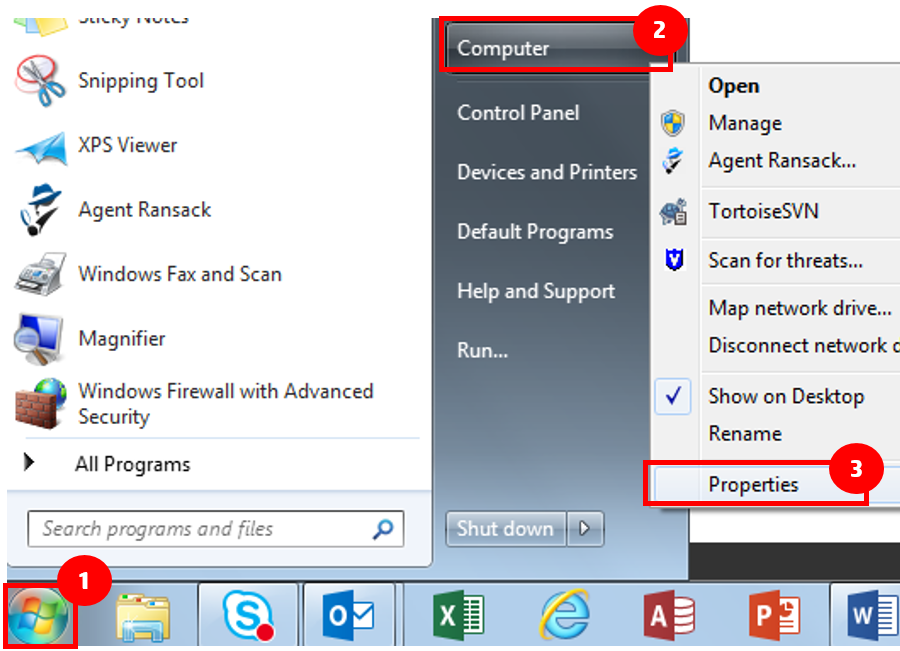 Sticky Notes
Snipping Tool
XPS Viewer
Agent Ransack
Windows Fax and Scan
Magnifier
Windows Firewall with Advanced
Security
All Programs
Search programs and files
2
Computer
Control Panel
Devices and Printers
Default Programs
Help and Support
Run...
Shut down
Open
Manage
Agent Ransack...
TortoiseSVN
Scan for threats...
Map network drive...
Disconnect network d
Show on Desktop
Rename
3
Properties
1
S
O
X
A
P
W